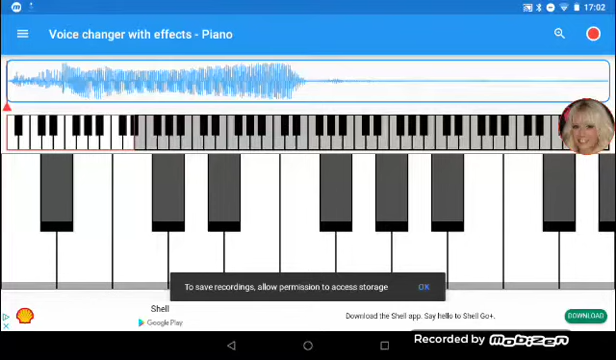 17:02
Voice changer with effects - Piano
To save recordings, allow permission to access storage OK
Shell
Google Play
Download the Shell app. Say hello to Shell Go+.
DOWNLOAD
Recorded by mobizen